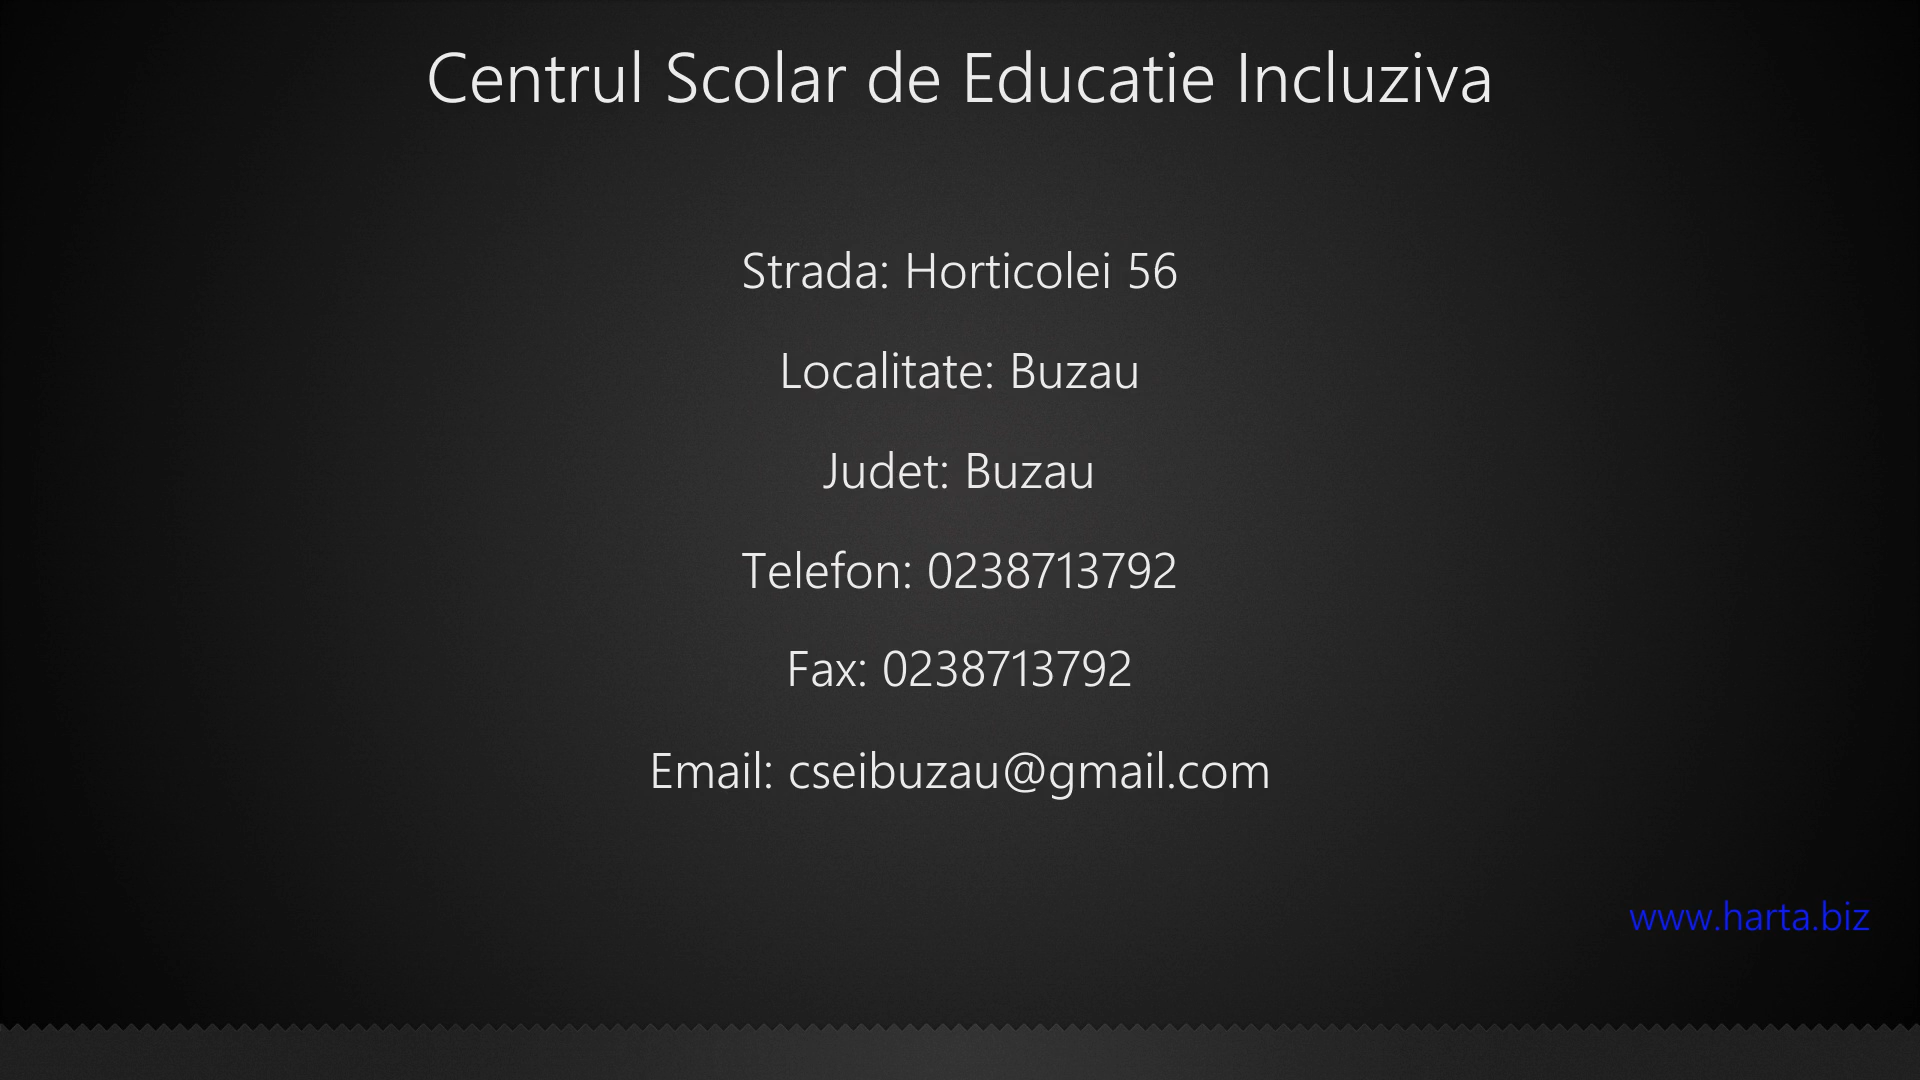 Centrul Scolar de Educatie Incluziva
Strada: Horticolei 56
Localitate: Buzau
Judet: Buzau
Telefon: 0238713792
Fax: 0238713792
Email: cseibuzau@gmail.com
www.harta.biz